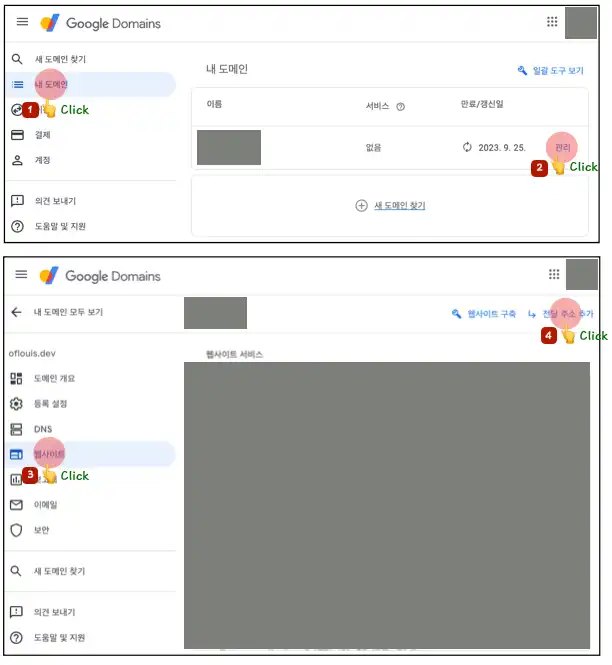 Google Domains
새 도메인 찾기
내 도메인
1 Click
결제
계정
의견 보내기
도움말 및 지원
내 도메인
일괄 도구 보기
이름 서비스 만료/갱신일
없음 2023. 9. 25. 관리
2 Click
새 도메인 찾기
Google Domains
내 도메인 모두 보기
웹사이트 구축 전달 주소 추가
4 Click
oflouis.dev
웹사이트 서비스
도메인 개요
등록 설정
DNS
웹사이트
3 Click
이메일
보안
새 도메인 찾기
의견 보내기
도움말 및 지원